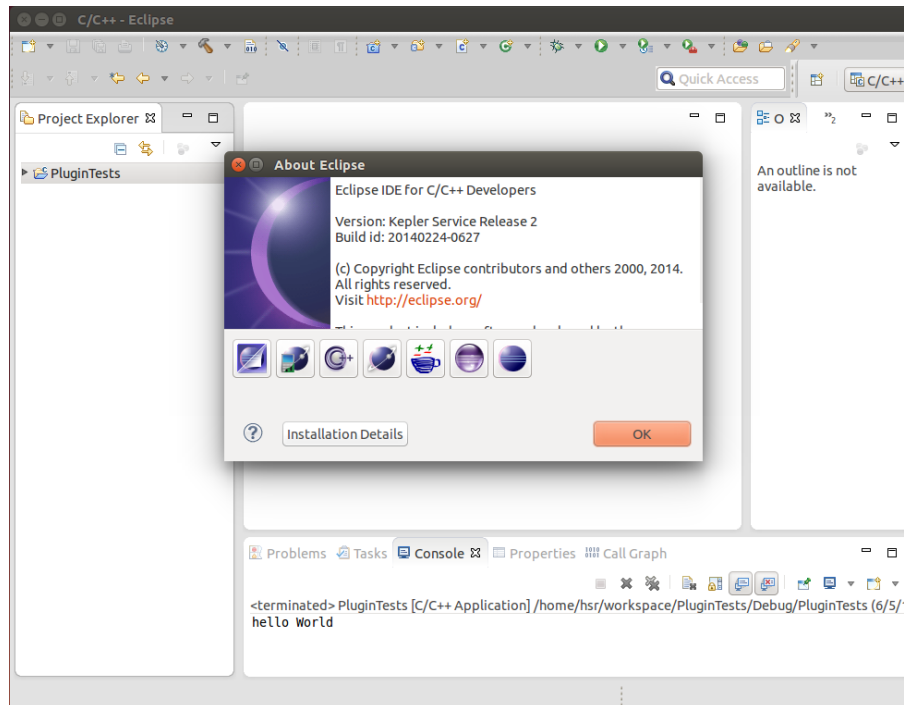 C/C++ - Eclipse
Quick Access
C/C++
Project Explorer
O
»2
PluginTests
An outline is not
available.
About Eclipse
Eclipse IDE for C/C++ Developers
Version: Kepler Service Release 2
Build id: 20140224-0627
(c) Copyright Eclipse contributors and others 2000, 2014.
All rights reserved.
Visit http://eclipse.org/
Installation Details
OK
Problems
Tasks
Console
Properties
Call Graph
<terminated> PluginTests [C/C++ Application] /home/hsr/workspace/PluginTests/Debug/PluginTests (6/5/
hello World